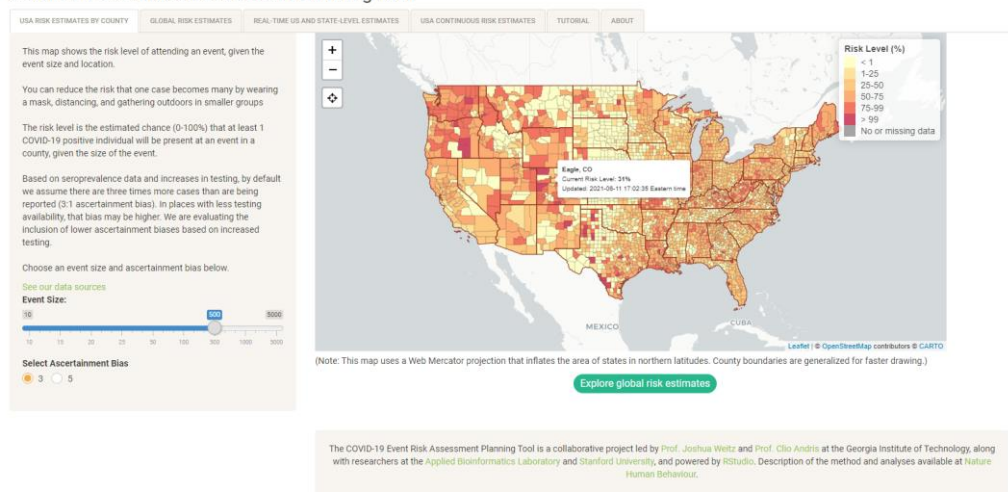 USA RISK ESTIMATES BY COUNTY
GLOBAL RISK ESTIMATES
REAL-TIME US AND STATE-LEVEL ESTIMATES
USA CONTINUOUS RISK ESTIMATES
TUTORIAL
ABOUT
This map shows the risk level of attending an event, given the
event size and location.
You can reduce the risk that one case becomes many by wearing
a mask, distancing, and gathering outdoors in smaller groups
The risk level is the estimated chance (0-100%) that at least 1
COVID-19 positive individual will be present at an event in a
county, given the size of the event.
Based on seroprevalence data and increases in testing, by default
we assume there are three times more cases than are being
reported (3:1 ascertainment bias). In places with less testing
availability, that bias may be higher. We are evaluating the
inclusion of lower ascertainment biases based on increased
testing.
Choose an event size and ascertainment bias below.
See our data sources
Event Size:
10 500 5000
10 15 20 25 50 100 500 1000 5000
Select Ascertainment Bias
3 5
+
−
Risk Level (%)
< 1
1-25
25-50
50-75
75-99
> 99
No or missing data
Eagle, CO
Current Risk Level: 31%
Updated: 2021-06-11 17:02:35 Eastern time
MEXICO
CUBA
Leaflet | © OpenStreetMap contributors © CARTO
(Note: This map uses a Web Mercator projection that inflates the area of states in northern latitudes. County boundaries are generalized for faster drawing.)
Explore global risk estimates
The COVID-19 Event Risk Assessment Planning Tool is a collaborative project led by Prof. Joshua Weitz and Prof. Clio Andris at the Georgia Institute of Technology, along
with researchers at the Applied Bioinformatics Laboratory and Stanford University, and powered by RStudio. Description of the method and analyses available at Nature
Human Behaviour.